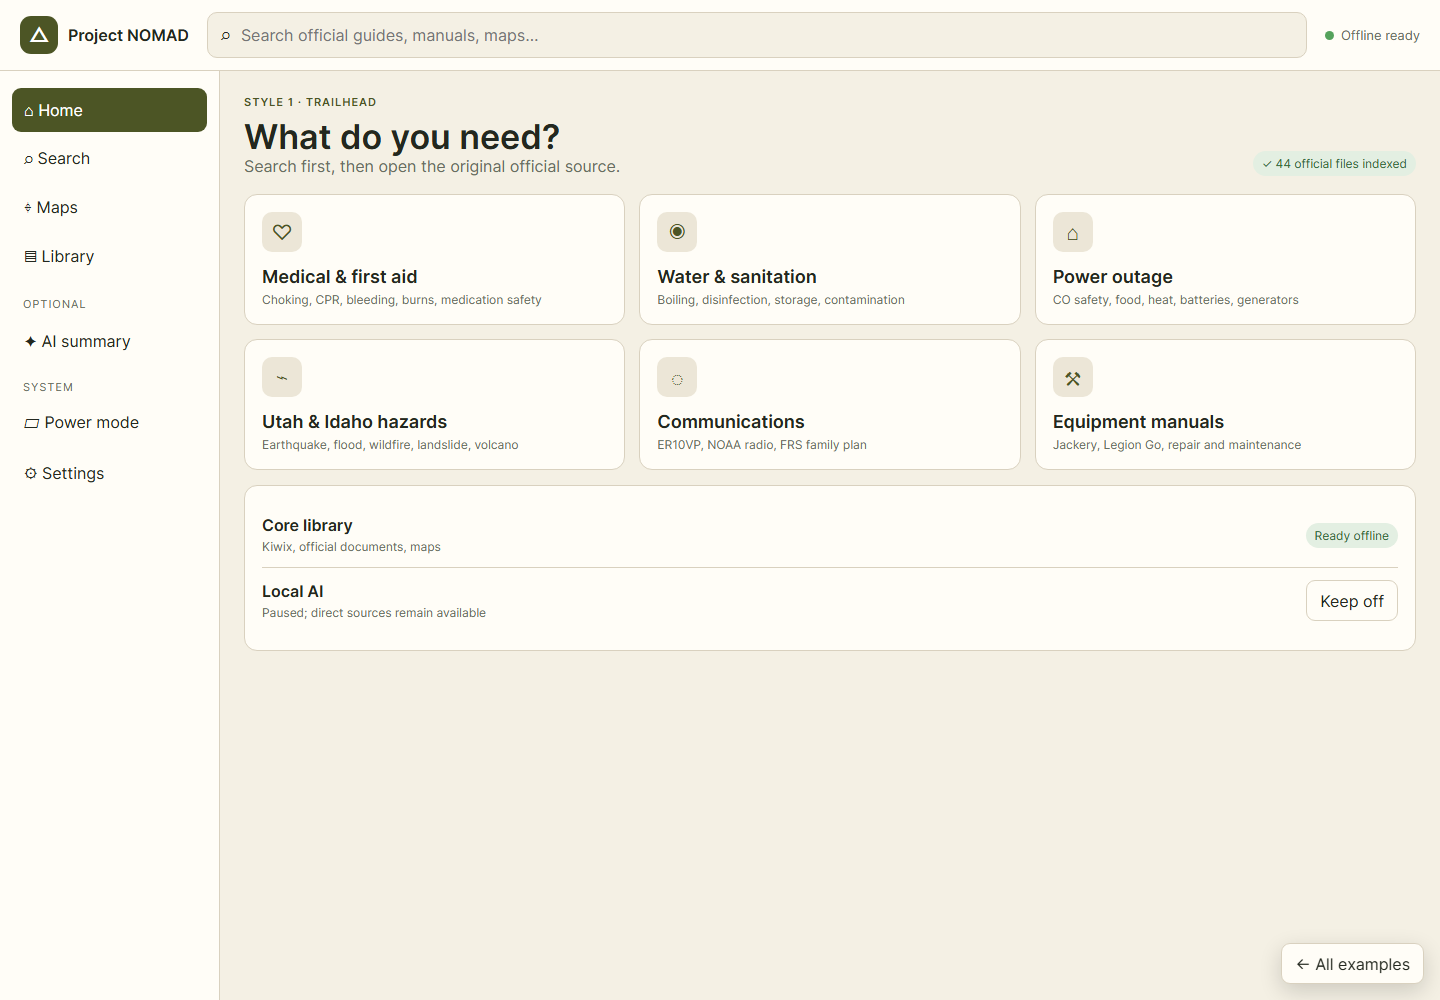 Project NOMAD
Search official guides, manuals, maps...
Offline ready
Home
Search
Maps
Library
OPTIONAL
AI summary
SYSTEM
Power mode
Settings
STYLE 1 · TRAILHEAD
What do you need?
Search first, then open the original official source.
✓ 44 official files indexed
Medical & first aid
Choking, CPR, bleeding, burns, medication safety
Water & sanitation
Boiling, disinfection, storage, contamination
Power outage
CO safety, food, heat, batteries, generators
Utah & Idaho hazards
Earthquake, flood, wildfire, landslide, volcano
Communications
ER10VP, NOAA radio, FRS family plan
Equipment manuals
Jackery, Legion Go, repair and maintenance
Core library
Kiwix, official documents, maps
Ready offline
Local AI
Paused; direct sources remain available
Keep off
← All examples